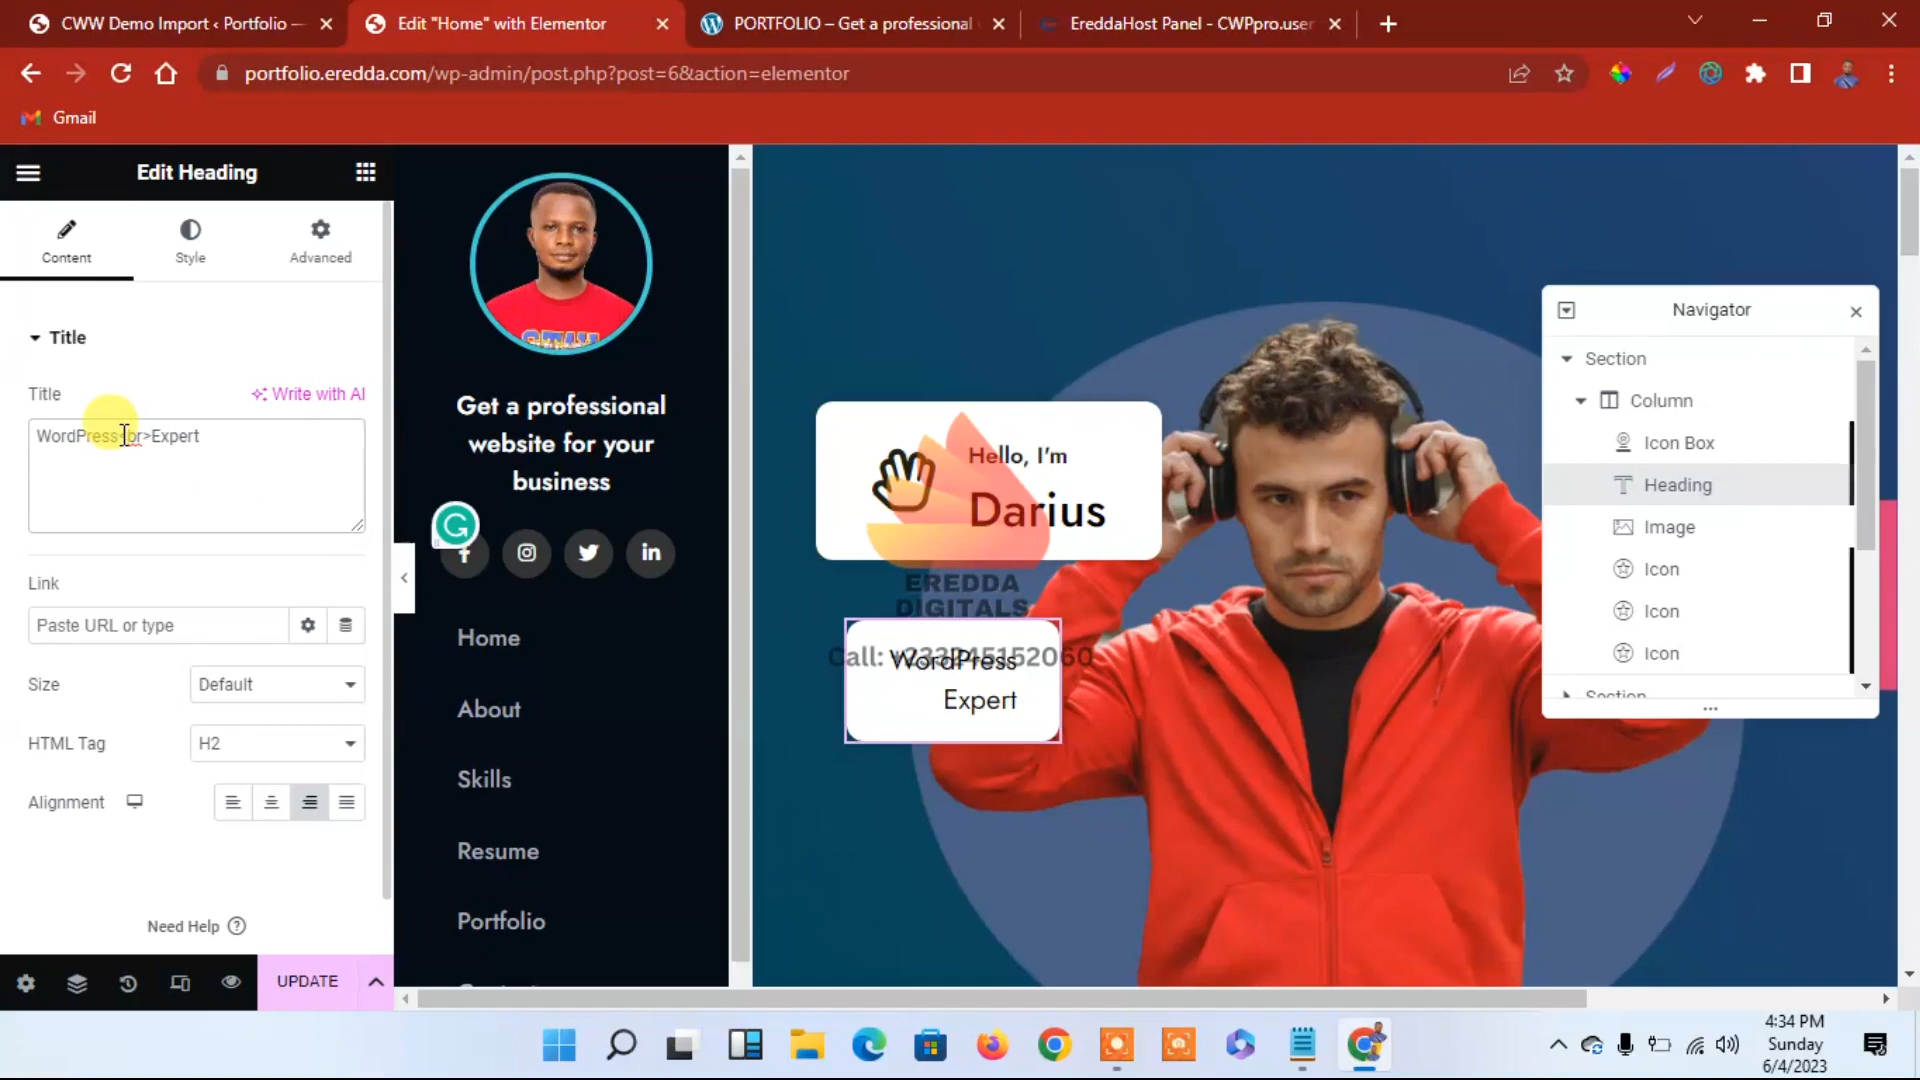 CWW Demo Import ‹ Portfolio —
Edit "Home" with Elementor
PORTFOLIO – Get a professional
EreddaHost Panel - CWPpro.user
portfolio.eredda.com/wp-admin/post.php?post=6&action=elementor
Gmail
Edit Heading
Content
Style
Advanced
Title
Title
Write with AI
WordPress<br>Expert
Link
Paste URL or type
Size
Default
HTML Tag
H2
Alignment
Need Help
UPDATE
Get a professional
website for your
business
Home
About
Skills
Resume
Portfolio
Hello, I'm
Darius
EREDDA
DIGITALS
Call: +233245152060
WordPress
Expert
Navigator
Section
Column
Icon Box
Heading
Image
Icon
Icon
Icon
Section
4:34 PM
Sunday
6/4/2023